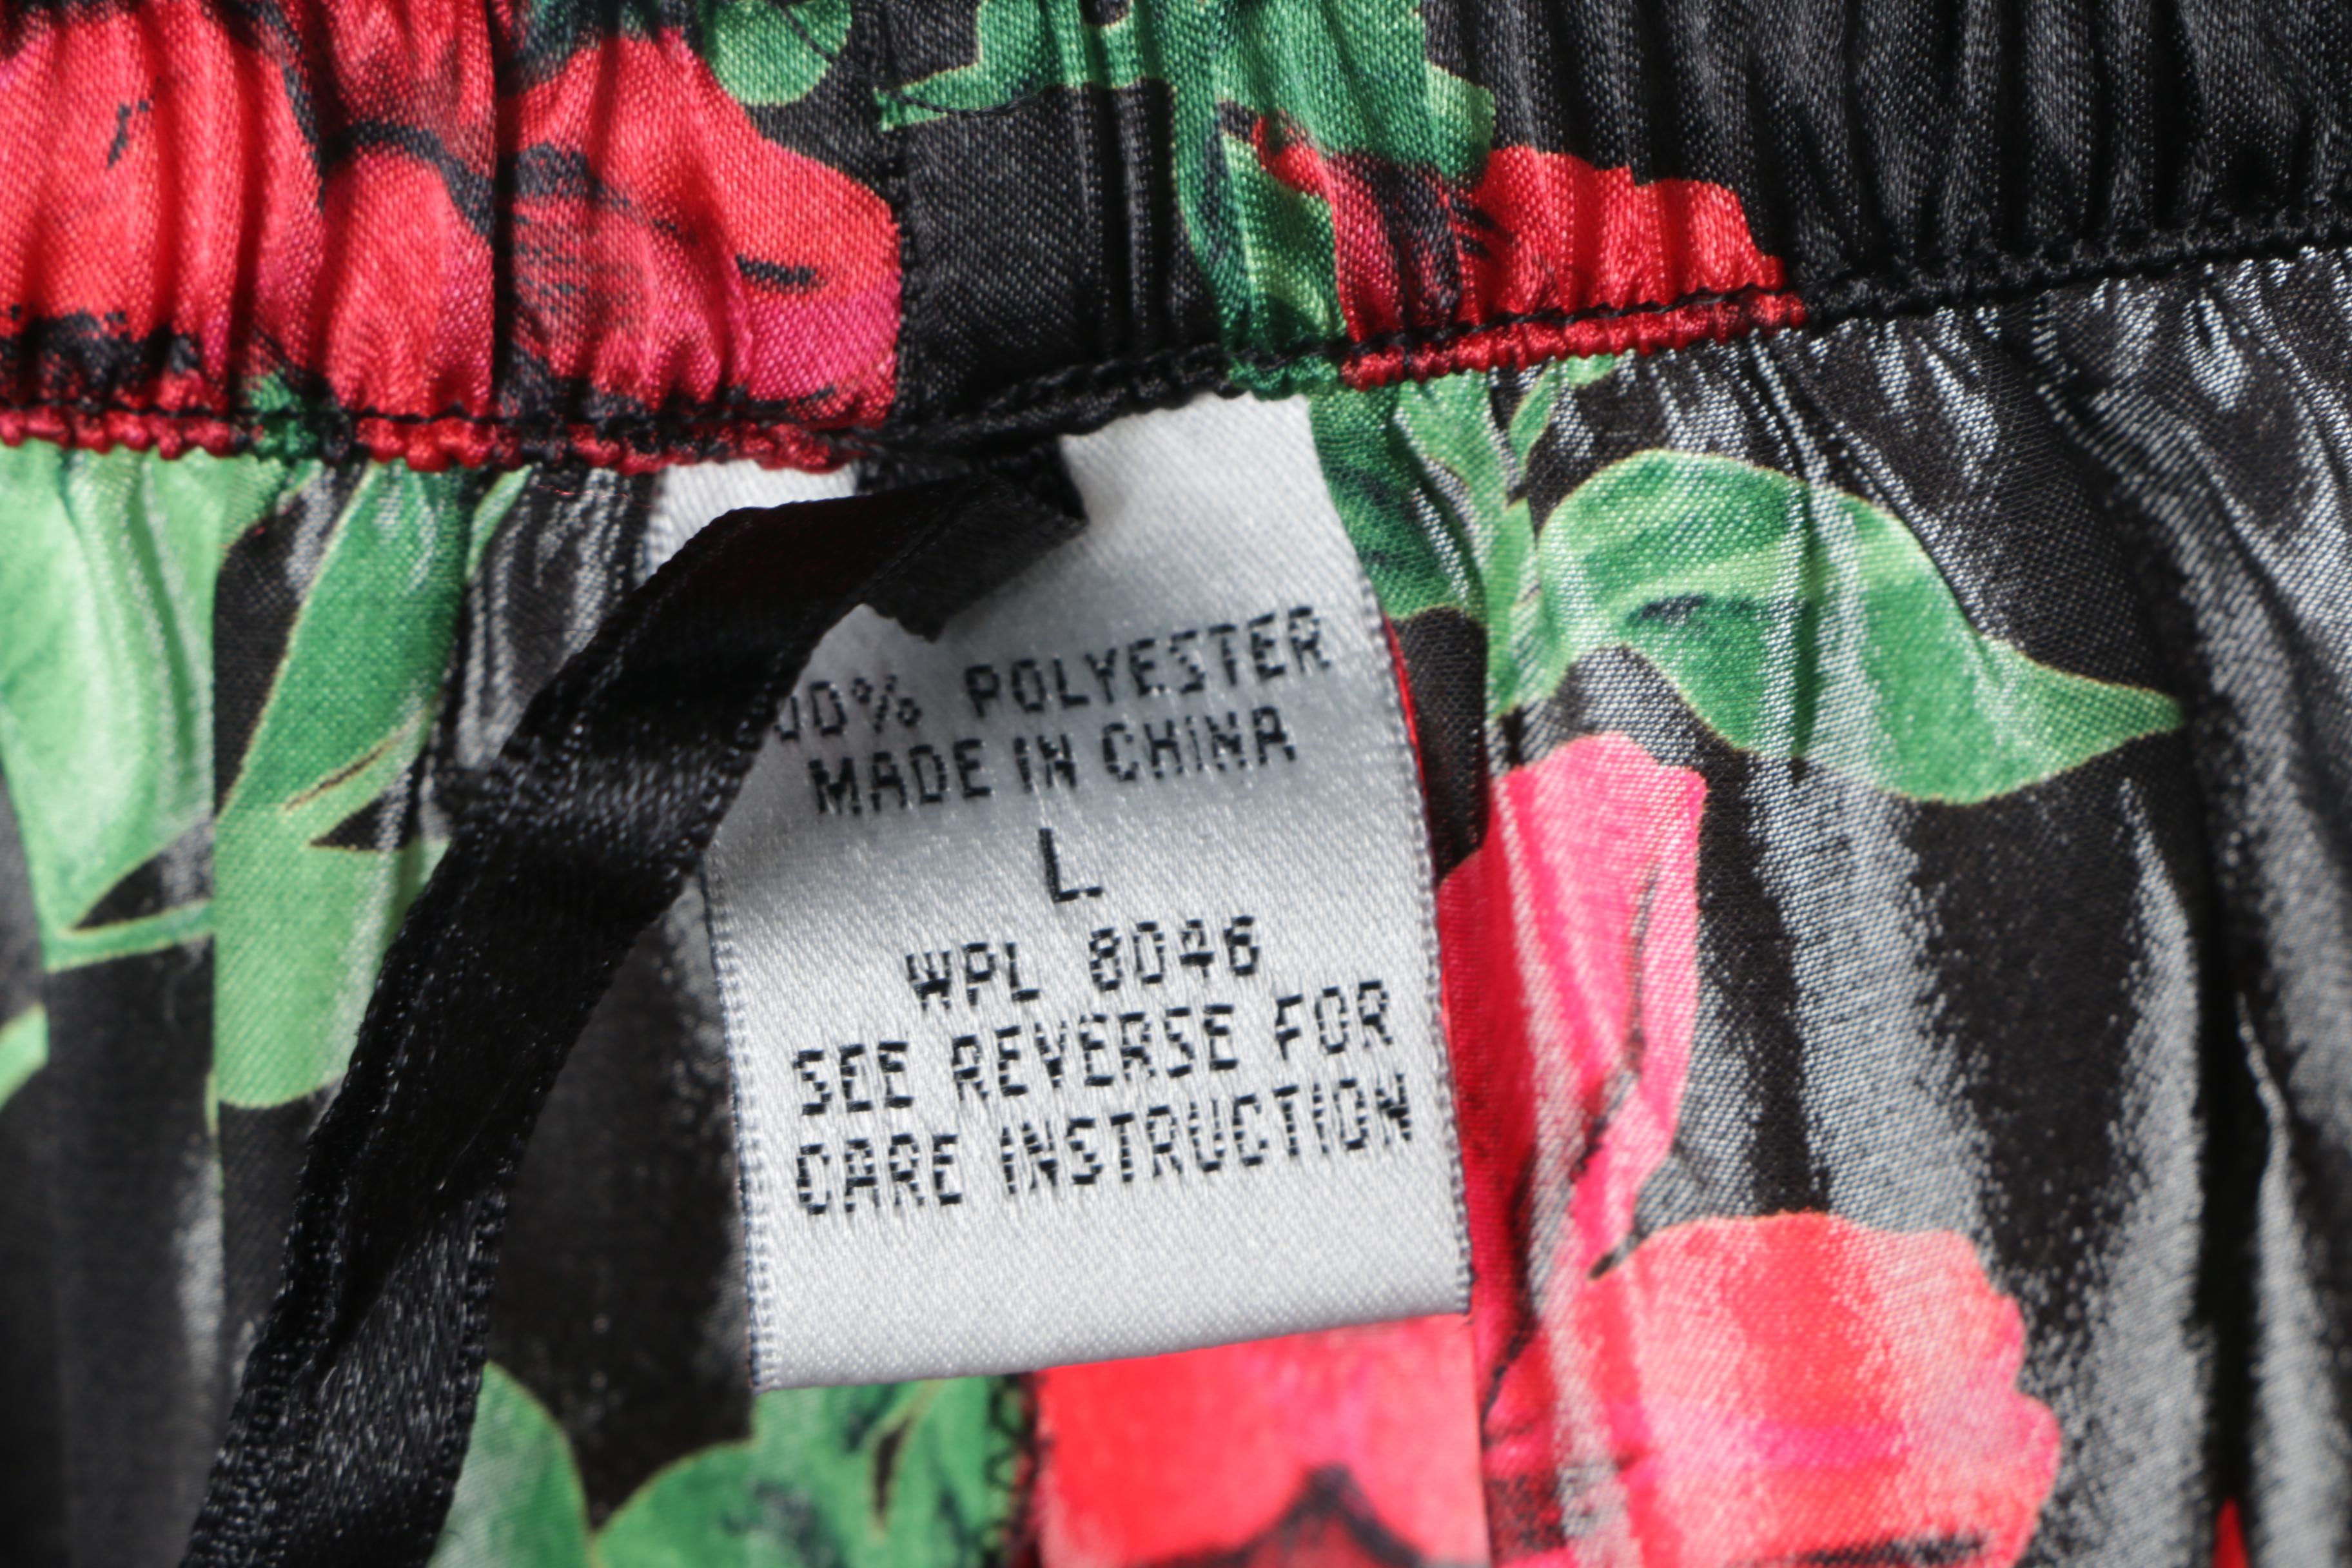 00% POLYESTER
MADE IN CHINA
L
WPL 8046
SEE REVERSE FOR
CARE INSTRUCTION